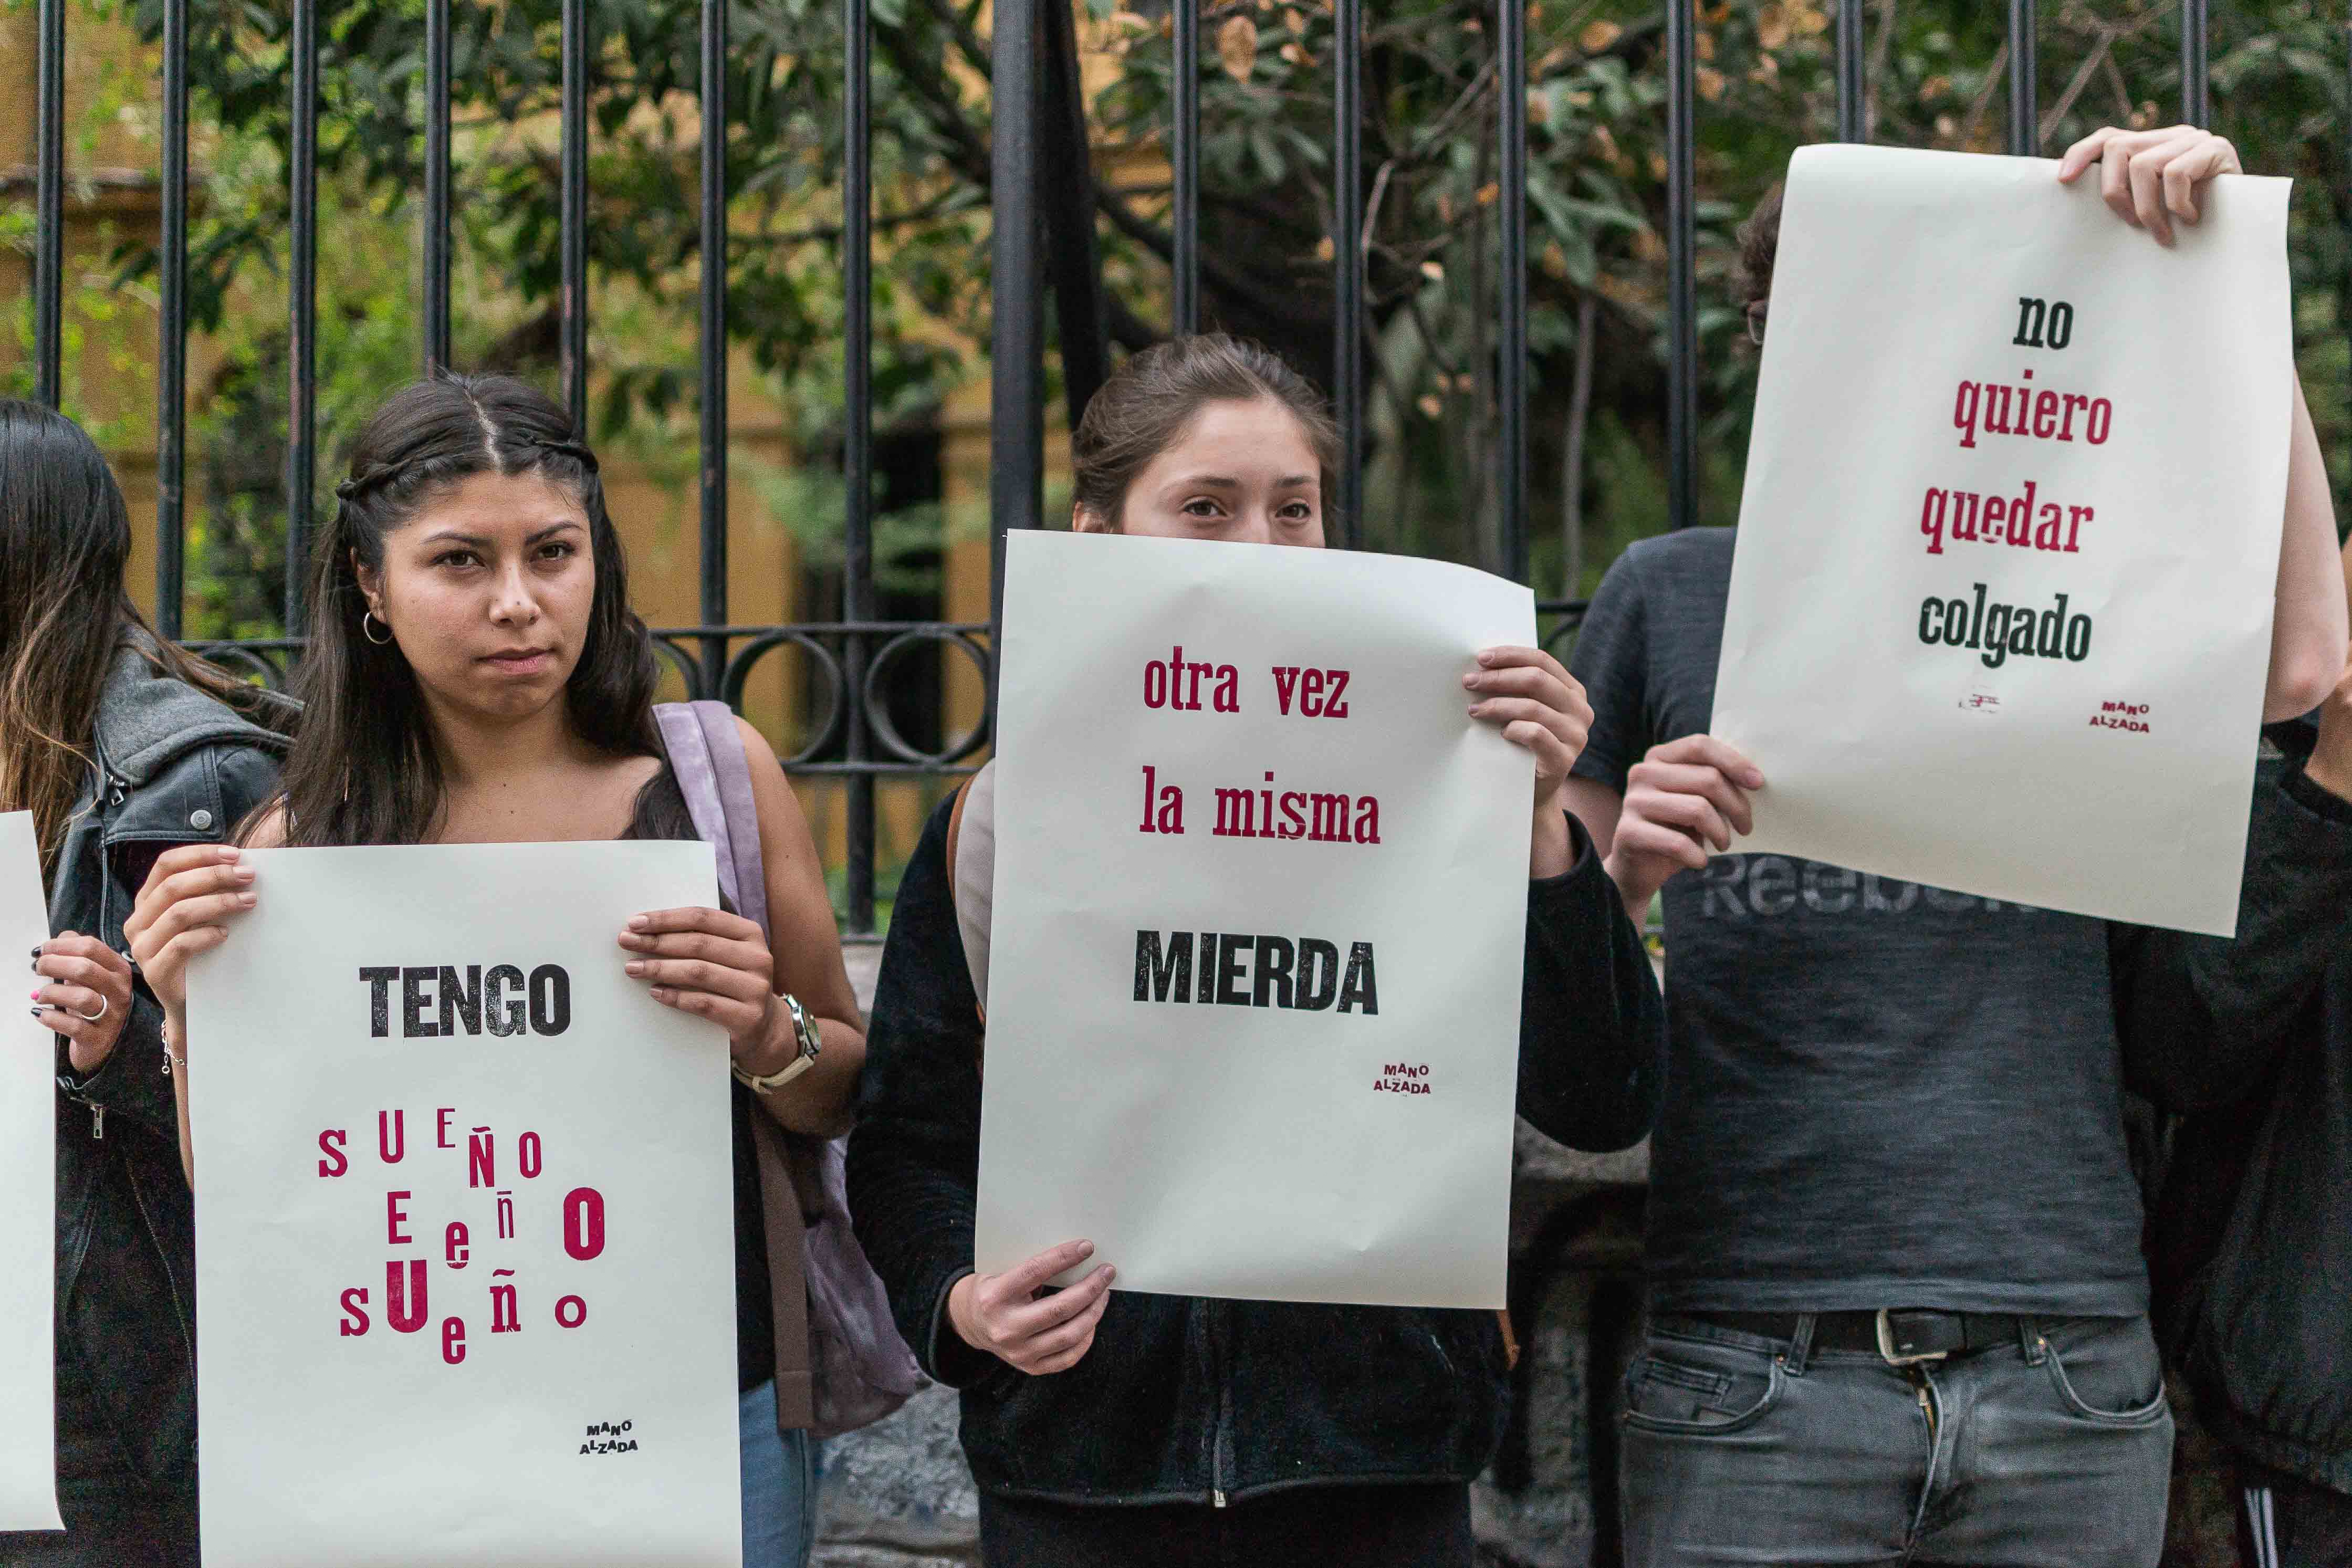 TENGO
SUEÑO
EeñO
SUeño
MANO
ALZADA
otra vez
la misma
MIERDA
MANO
ALZADA
no
quiero
quedar
colgado
MANO
ALZADA
Reebok